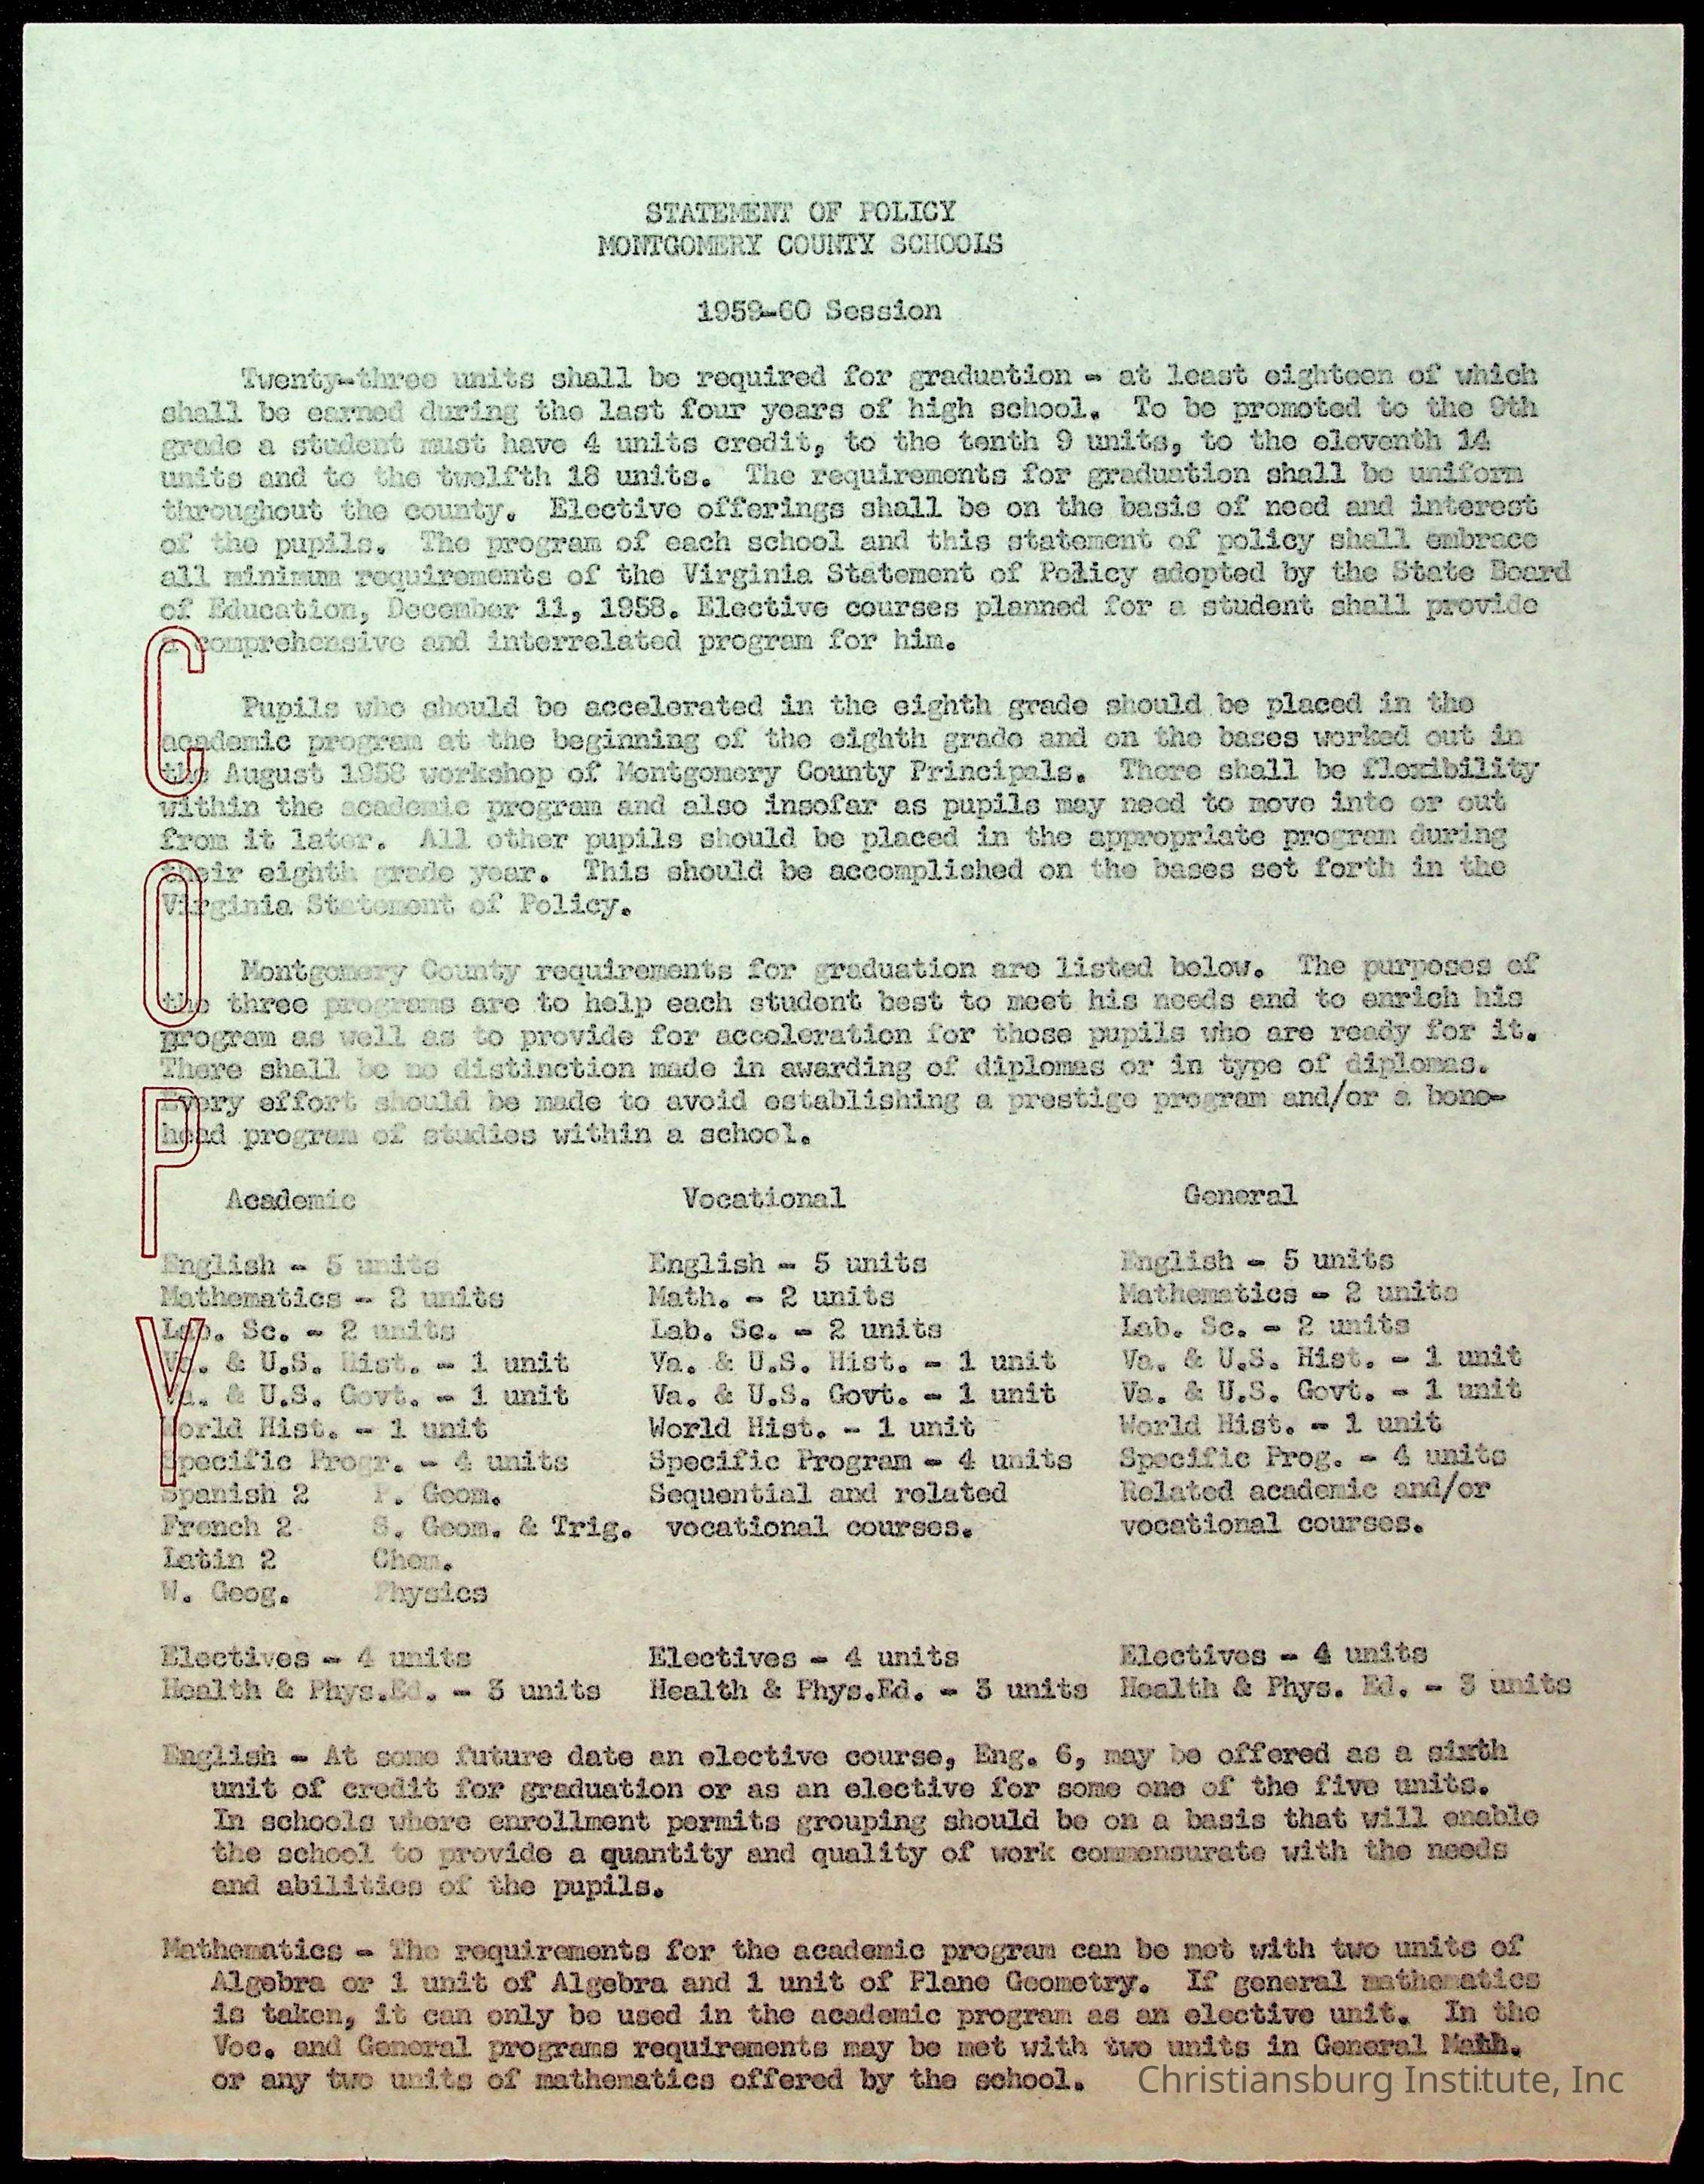 STATEMENT OF POLICY
MONTGOMERY COUNTY SCHOOLS
1959-60 Session
Twenty-three units shall be required for graduation - at least eighteen of which
shall be earned during the last four years of high school. To be promoted to the 9th
grade a student must have 4 units credit, to the tenth 9 units, to the eleventh 14
units and to the twelfth 18 units. The requirements for graduation shall be uniform
throughout the county. Elective offerings shall be on the basis of need and interest
of the pupils. The program of each school and this statement of policy shall embrace
all minimum requirements of the Virginia Statement of Policy adopted by the State Board
of Education, December 11, 1958. Elective courses planned for a student shall provide
a comprehensive and interrelated program for him.
Pupils who should be accelerated in the eighth grade should be placed in the
academic program at the beginning of the eighth grade and on the bases worked out in
the August 1958 workshop of Montgomery County Principals. There shall be flexibility
within the academic program and also insofar as pupils may need to move into or out
from it later. All other pupils should be placed in the appropriate program during
their eighth grade year. This should be accomplished on the bases set forth in the
Virginia Statement of Policy.
Montgomery County requirements for graduation are listed below. The purposes of
the three programs are to help each student best to meet his needs and to enrich his
program as well as to provide for acceleration for those pupils who are ready for it.
There shall be no distinction made in awarding of diplomas or in type of diplomas.
Every effort should be made to avoid establishing a prestige program and/or a bone-
head program of studies within a school.
COPY
Academic Vocational General
English - 5 units English - 5 units English - 5 units
Mathematics - 2 units Math. - 2 units Mathematics - 2 units
Lab. Sc. - 2 units Lab. Sc. - 2 units Lab. Sc. - 2 units
Va. & U.S. Hist. - 1 unit Va. & U.S. Hist. - 1 unit Va. & U.S. Hist. - 1 unit
Va. & U.S. Govt. - 1 unit Va. & U.S. Govt. - 1 unit Va. & U.S. Govt. - 1 unit
World Hist. - 1 unit World Hist. - 1 unit World Hist. - 1 unit
Specific Progr. - 4 units Specific Program - 4 units Specific Prog. - 4 units
Spanish 2 P. Geom. Sequential and related Related academic and/or
French 2 S. Geom. & Trig. vocational courses. vocational courses.
Latin 2 Chem.
W. Geog. Physics
Electives - 4 units Electives - 4 units Electives - 4 units
Health & Phys.Ed. - 3 units Health & Phys.Ed. - 3 units Health & Phys. Ed. - 3 units
English - At some future date an elective course, Eng. 6, may be offered as a sixth
unit of credit for graduation or as an elective for some one of the five units.
In schools where enrollment permits grouping should be on a basis that will enable
the school to provide a quantity and quality of work commensurate with the needs
and abilities of the pupils.
Mathematics - The requirements for the academic program can be met with two units of
Algebra or 1 unit of Algebra and 1 unit of Plane Geometry. If general mathematics
is taken, it can only be used in the academic program as an elective unit. In the
Voc. and General programs requirements may be met with two units in General Math.
or any two units of mathematics offered by the school.
Christiansburg Institute, Inc